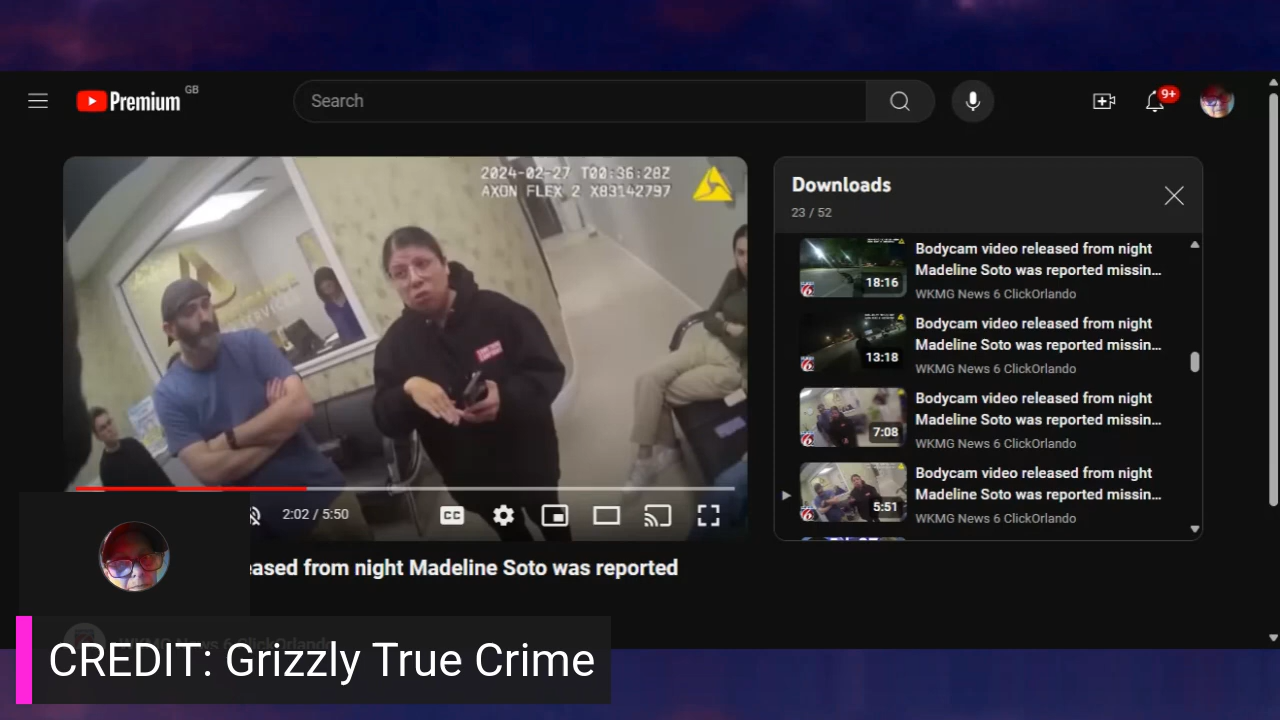 Premium GB
Search
9+
2024-02-27 T00:36:28Z
AXON FLEX 2 X83142797
Downloads
23 / 52
Bodycam video released from night
Madeline Soto was reported missin...
WKMG News 6 ClickOrlando
18:16
Bodycam video released from night
Madeline Soto was reported missin...
WKMG News 6 ClickOrlando
13:18
Bodycam video released from night
Madeline Soto was reported missin...
WKMG News 6 ClickOrlando
7:08
Bodycam video released from night
Madeline Soto was reported missin...
WKMG News 6 ClickOrlando
5:51
2:02 / 5:50
CC
eased from night Madeline Soto was reported
WKMG News 6 ClickOrlando
CREDIT: Grizzly True Crime